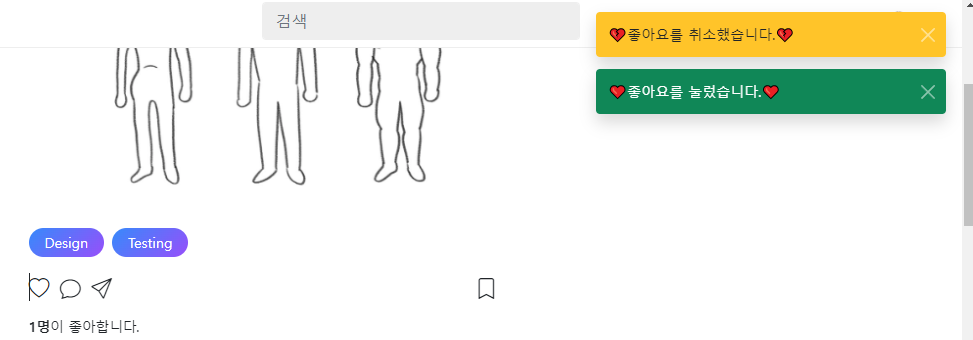 검색
💔좋아요를 취소했습니다.💔
❤️좋아요를 눌렀습니다.❤️
Design
Testing
1명이 좋아합니다.